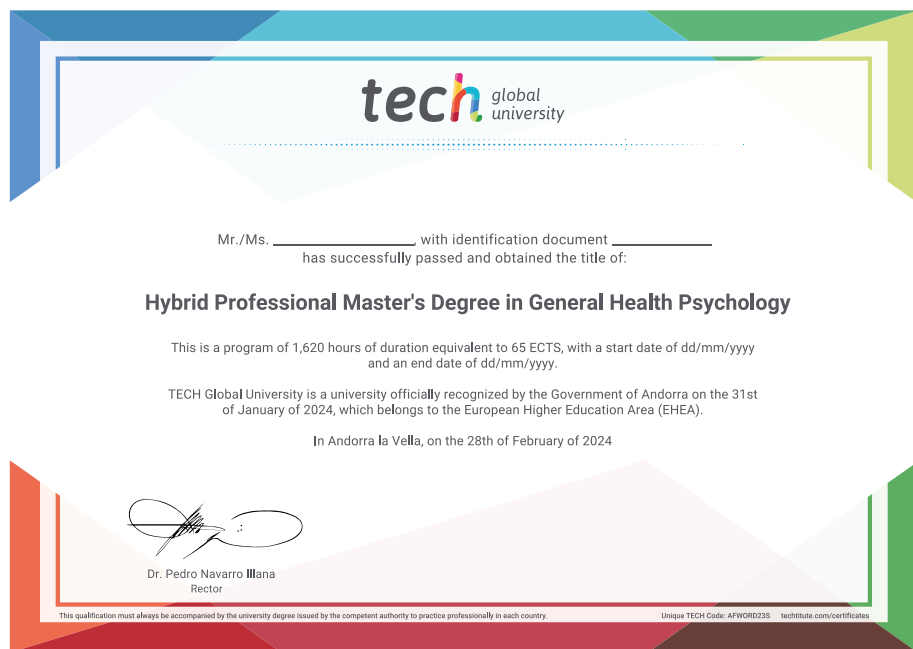 tech global university
Mr./Ms. ____________, with identification document ____________
has successfully passed and obtained the title of:
Hybrid Professional Master's Degree in General Health Psychology
This is a program of 1,620 hours of duration equivalent to 65 ECTS, with a start date of dd/mm/yyyy
and an end date of dd/mm/yyyy.
TECH Global University is a university officially recognized by the Government of Andorra on the 31st
of January of 2024, which belongs to the European Higher Education Area (EHEA).
In Andorra la Vella, on the 28th of February of 2024
Dr. Pedro Navarro Illana
Rector
This qualification must always be accompanied by the university degree issued by the competent authority to practice professionally in each country.
Unique TECH Code: AFWORD23S techtitute.com/certificates